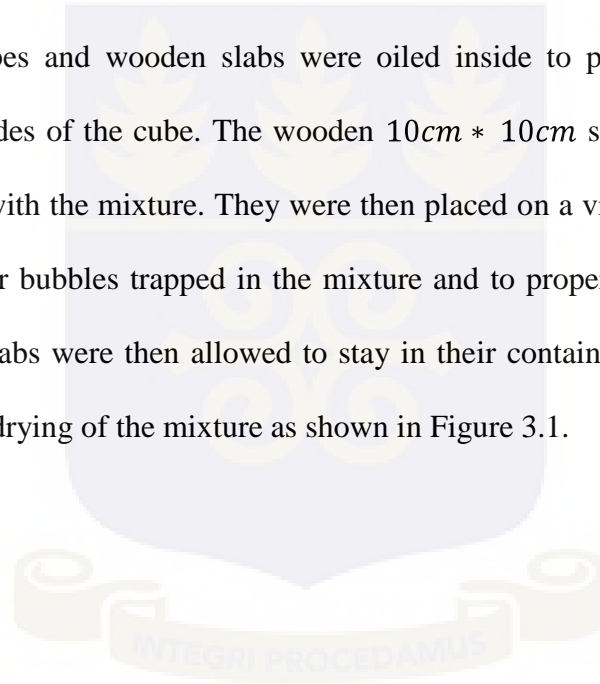 bes and wooden slabs were oiled inside to p
des of the cube. The wooden 10cm * 10cm s
with the mixture. They were then placed on a vi
r bubbles trapped in the mixture and to prope
labs were then allowed to stay in their contain
drying of the mixture as shown in Figure 3.1.
INTEGRI PROCEDAMUS